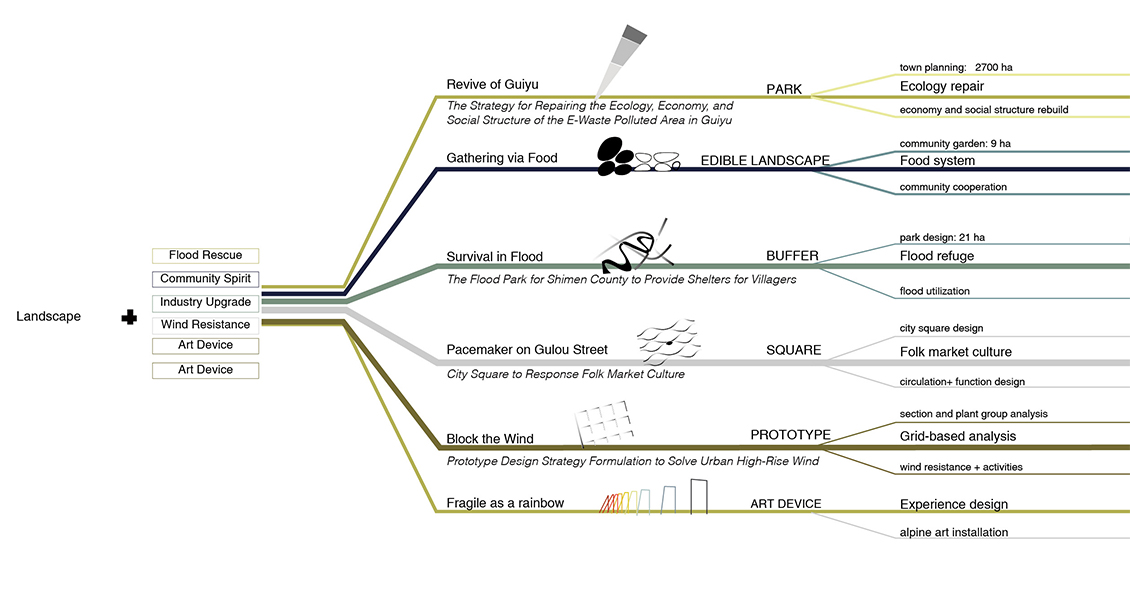 Landscape
Flood Rescue
Community Spirit
Industry Upgrade
Wind Resistance
Art Device
Art Device
Revive of Guiyu
The Strategy for Repairing the Ecology, Economy, and
Social Structure of the E-Waste Polluted Area in Guiyu
PARK
town planning: 2700 ha
Ecology repair
economy and social structure rebuild
Gathering via Food
EDIBLE LANDSCAPE
community garden: 9 ha
Food system
community cooperation
Survival in Flood
The Flood Park for Shimen County to Provide Shelters for Villagers
BUFFER
park design: 21 ha
Flood refuge
flood utilization
Pacemaker on Gulou Street
City Square to Response Folk Market Culture
SQUARE
city square design
Folk market culture
circulation+ function design
Block the Wind
Prototype Design Strategy Formulation to Solve Urban High-Rise Wind
PROTOTYPE
section and plant group analysis
Grid-based analysis
wind resistance + activities
Fragile as a rainbow
ART DEVICE
Experience design
alpine art installation